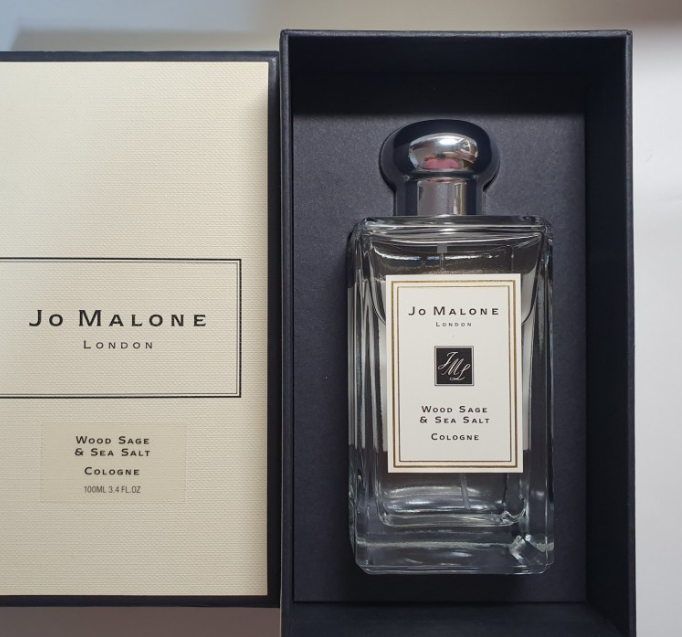 Jo Malone
London
Wood Sage
& Sea Salt
Cologne
100ML 3.4 FL.OZ
Jo Malone
London
JML
Wood Sage
& Sea Salt
Cologne